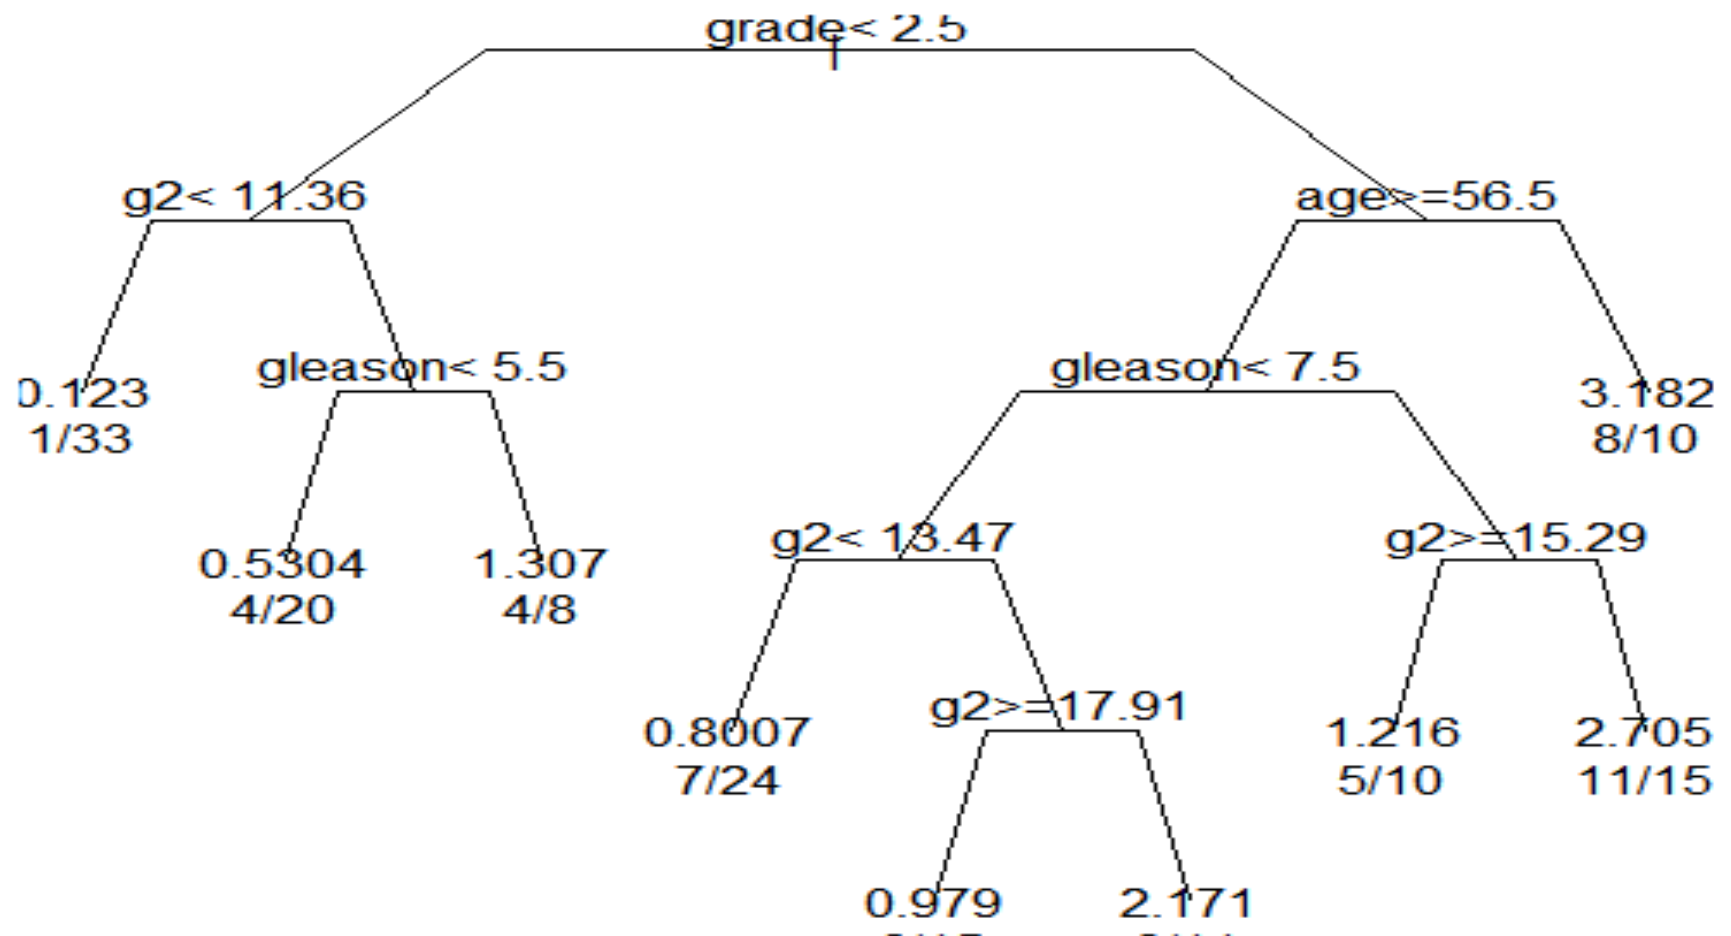 grade< 2.5
g2< 11.36
age>=56.5
gleason< 5.5
gleason< 7.5
0.123
1/33
3.182
8/10
g2< 13.47
g2>=15.29
0.5304
4/20
1.307
4/8
g2>=17.91
0.8007
7/24
1.216
5/10
2.705
11/15
0.979
2.171